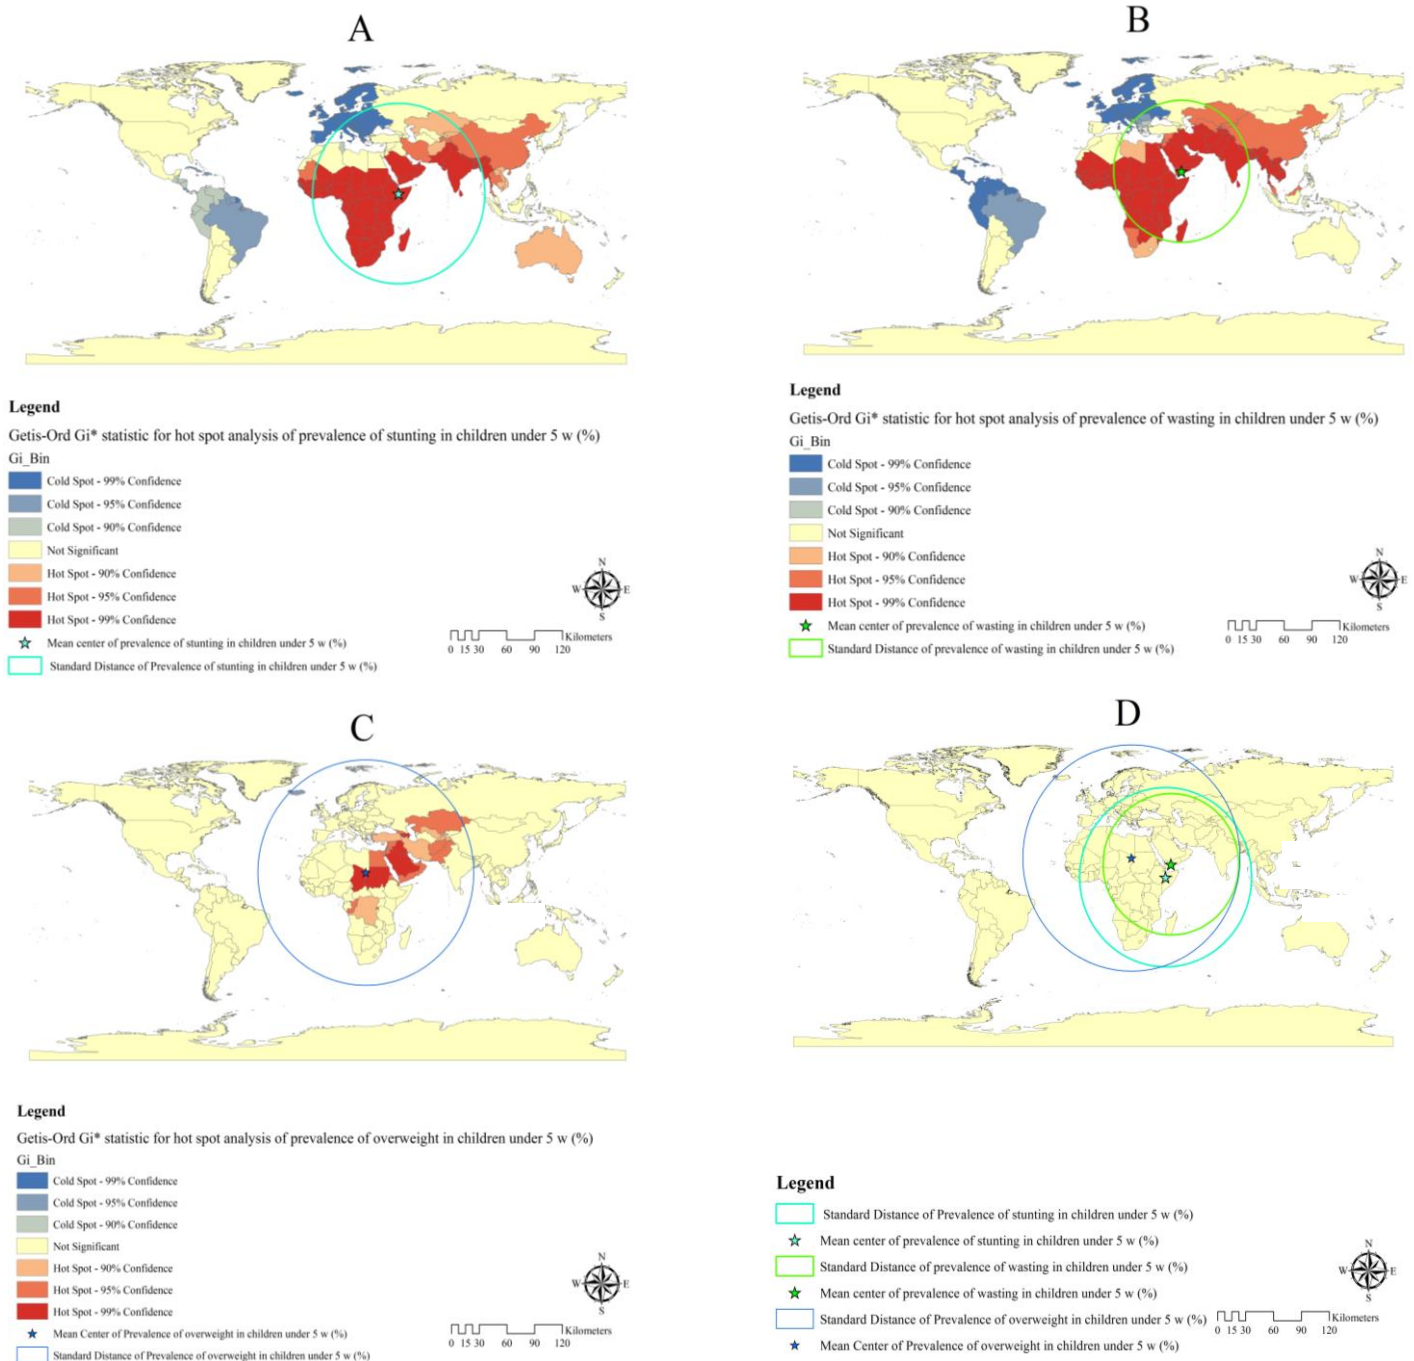 A
B
Legend
Getis-Ord Gi* statistic for hot spot analysis of prevalence of stunting in children under 5 w (%)
Gi_Bin
Cold Spot - 99% Confidence
Cold Spot - 95% Confidence
Cold Spot - 90% Confidence
Not Significant
Hot Spot - 90% Confidence
Hot Spot - 95% Confidence
Hot Spot - 99% Confidence
Mean center of prevalence of stunting in children under 5 w (%)
Standard Distance of Prevalence of stunting in children under 5 w (%)
N
W E
S
Kilometers
0 15 30 60 90 120
Legend
Getis-Ord Gi* statistic for hot spot analysis of prevalence of wasting in children under 5 w (%)
Gi_Bin
Cold Spot - 99% Confidence
Cold Spot - 95% Confidence
Cold Spot - 90% Confidence
Not Significant
Hot Spot - 90% Confidence
Hot Spot - 95% Confidence
Hot Spot - 99% Confidence
Mean center of prevalence of wasting in children under 5 w (%)
Standard Distance of prevalence of wasting in children under 5 w (%)
N
W E
S
Kilometers
0 15 30 60 90 120
C
D
Legend
Getis-Ord Gi* statistic for hot spot analysis of prevalence of overweight in children under 5 w (%)
Gi_Bin
Cold Spot - 99% Confidence
Cold Spot - 95% Confidence
Cold Spot - 90% Confidence
Not Significant
Hot Spot - 90% Confidence
Hot Spot - 95% Confidence
Hot Spot - 99% Confidence
Mean Center of Prevalence of overweight in children under 5 w (%)
Standard Distance of Prevalence of overweight in children under 5 w (%)
N
W E
S
Kilometers
0 15 30 60 90 120
Legend
Standard Distance of Prevalence of stunting in children under 5 w (%)
Mean center of prevalence of stunting in children under 5 w (%)
Standard Distance of prevalence of wasting in children under 5 w (%)
Mean center of prevalence of wasting in children under 5 w (%)
Standard Distance of Prevalence of overweight in children under 5 w (%)
Mean Center of Prevalence of overweight in children under 5 w (%)
N
W E
S
Kilometers
0 15 30 60 90 120